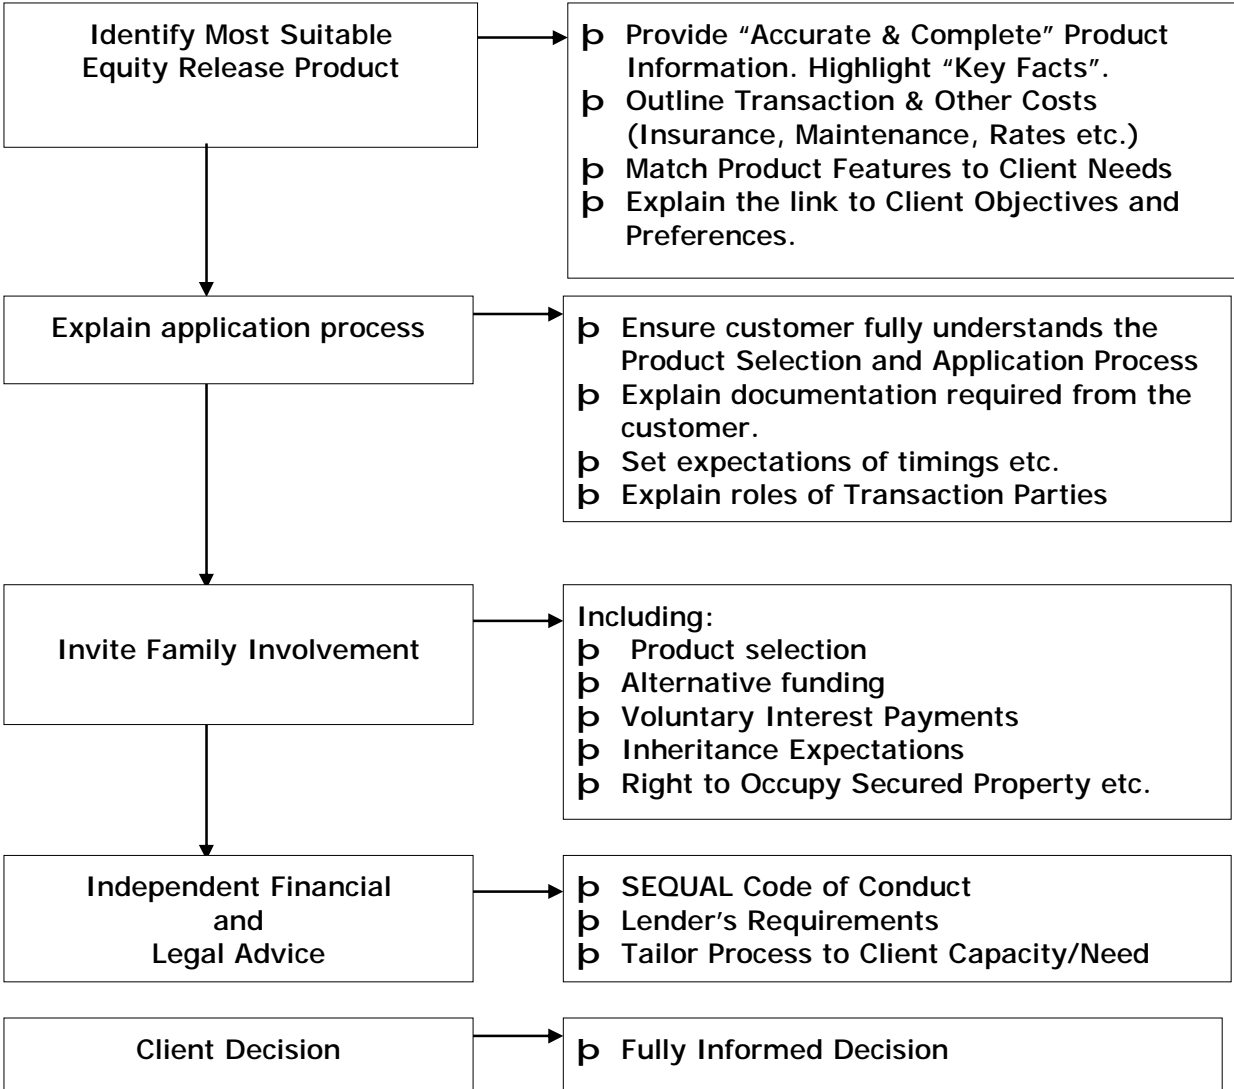 Identify Most Suitable
Equity Release Product
þ Provide “Accurate & Complete” Product
Information. Highlight “Key Facts”.
þ Outline Transaction & Other Costs
(Insurance, Maintenance, Rates etc.)
þ Match Product Features to Client Needs
þ Explain the link to Client Objectives and
Preferences.
Explain application process
þ Ensure customer fully understands the
Product Selection and Application Process
þ Explain documentation required from the
customer.
þ Set expectations of timings etc.
þ Explain roles of Transaction Parties
Invite Family Involvement
Including:
þ Product selection
þ Alternative funding
þ Voluntary Interest Payments
þ Inheritance Expectations
þ Right to Occupy Secured Property etc.
Independent Financial
and
Legal Advice
þ SEQUAL Code of Conduct
þ Lender’s Requirements
þ Tailor Process to Client Capacity/Need
Client Decision
þ Fully Informed Decision